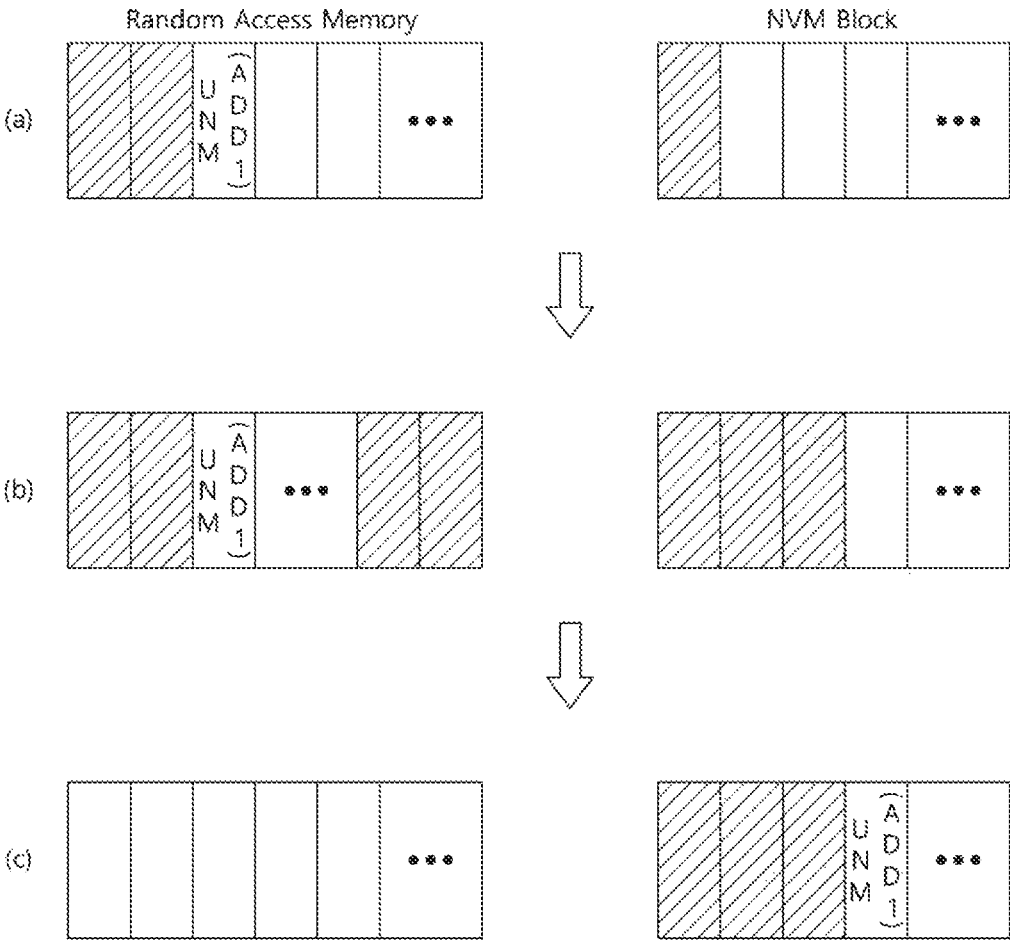 Random Access Memory
NVM Block
(a)
UNM
(ADD1)
•••
•••
(b)
UNM
(ADD1)
•••
•••
(c)
•••
UNM
(ADD1)
•••